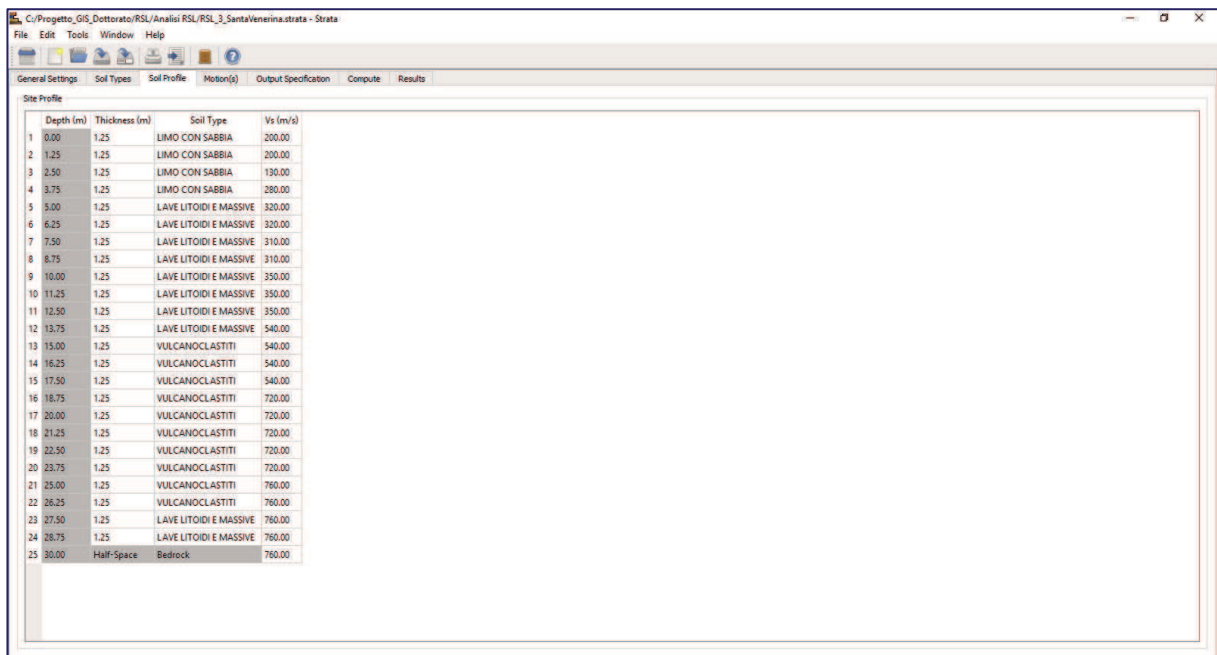 C:/Progetto_GIS_Dottorato/RSL/Analisi RSL/RSL_3_SantaVenerina.strata - Strata
File Edit Tools Window Help
General Settings Soil Types Soil Profile Motion(s) Output Specification Compute Results
Site Profile
Depth (m) Thickness (m) Soil Type Vs (m/s)
1 0.00 1.25 LIMO CON SABBIA 200.00
2 1.25 1.25 LIMO CON SABBIA 200.00
3 2.50 1.25 LIMO CON SABBIA 130.00
4 3.75 1.25 LIMO CON SABBIA 280.00
5 5.00 1.25 LAVE LITOIDI E MASSIVE 320.00
6 6.25 1.25 LAVE LITOIDI E MASSIVE 320.00
7 7.50 1.25 LAVE LITOIDI E MASSIVE 310.00
8 8.75 1.25 LAVE LITOIDI E MASSIVE 310.00
9 10.00 1.25 LAVE LITOIDI E MASSIVE 350.00
10 11.25 1.25 LAVE LITOIDI E MASSIVE 350.00
11 12.50 1.25 LAVE LITOIDI E MASSIVE 350.00
12 13.75 1.25 LAVE LITOIDI E MASSIVE 540.00
13 15.00 1.25 VULCANOCLASTITI 540.00
14 16.25 1.25 VULCANOCLASTITI 540.00
15 17.50 1.25 VULCANOCLASTITI 540.00
16 18.75 1.25 VULCANOCLASTITI 720.00
17 20.00 1.25 VULCANOCLASTITI 720.00
18 21.25 1.25 VULCANOCLASTITI 720.00
19 22.50 1.25 VULCANOCLASTITI 720.00
20 23.75 1.25 VULCANOCLASTITI 720.00
21 25.00 1.25 VULCANOCLASTITI 760.00
22 26.25 1.25 VULCANOCLASTITI 760.00
23 27.50 1.25 LAVE LITOIDI E MASSIVE 760.00
24 28.75 1.25 LAVE LITOIDI E MASSIVE 760.00
25 30.00 Half-Space Bedrock 760.00